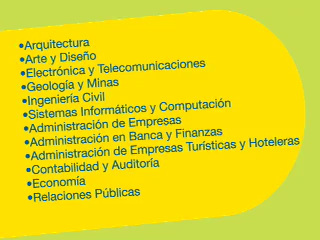 •Arquitectura
•Arte y Diseño
•Electrónica y Telecomunicaciones
•Geología y Minas
•Ingeniería Civil
•Sistemas Informáticos y Computación
•Administración de Empresas
•Administración en Banca y Finanzas
•Administración de Empresas Turísticas y Hoteleras
•Contabilidad y Auditoría
•Economía
•Relaciones Públicas